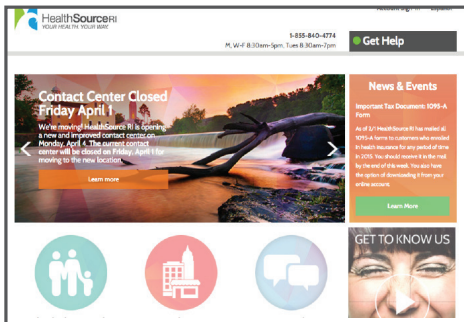 HealthSourceRI
YOUR HEALTH. YOUR WAY.
1-855-840-4774
M, W-F 8:30am-5pm, Tues 8:30am-7pm
Get Help
Contact Center Closed
Friday April 1
We're moving! HealthSource RI is opening
a new and improved contact center on
Monday, April 4. The current contact
center will be closed on Friday, April 1 for
moving to the new location.
Learn more
News & Events
Important Tax Document: 1095-A
Form
As of 3/1 HealthSource RI has mailed all
1095-A forms to customers who enrolled
in health insurance for any period of time
in 2015. You should receive it in the mail
by the end of this week. You also have
the option of downloading it from your
online account.
Learn More
GET TO KNOW US